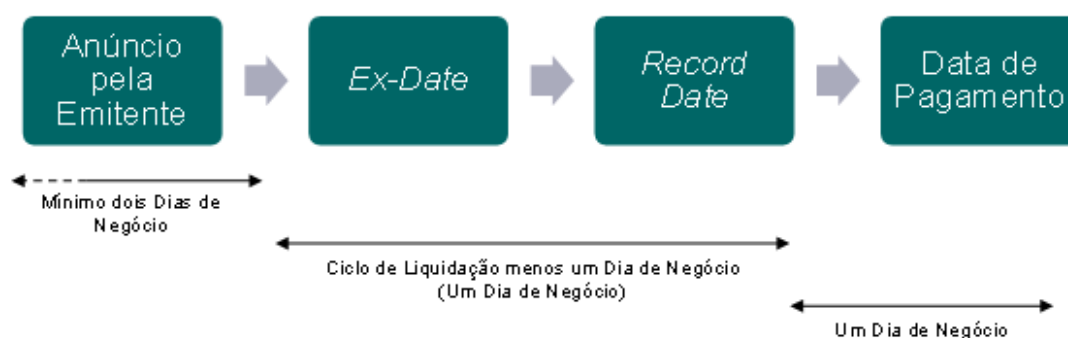 Anúncio
pela
Emitente
Ex-Date
Record
Date
Data de
Pagamento
Mínimo dois Dias de
Negócio
Ciclo de Liquidação menos um Dia de Negócio
(Um Dia de Negócio)
Um Dia de Negócio